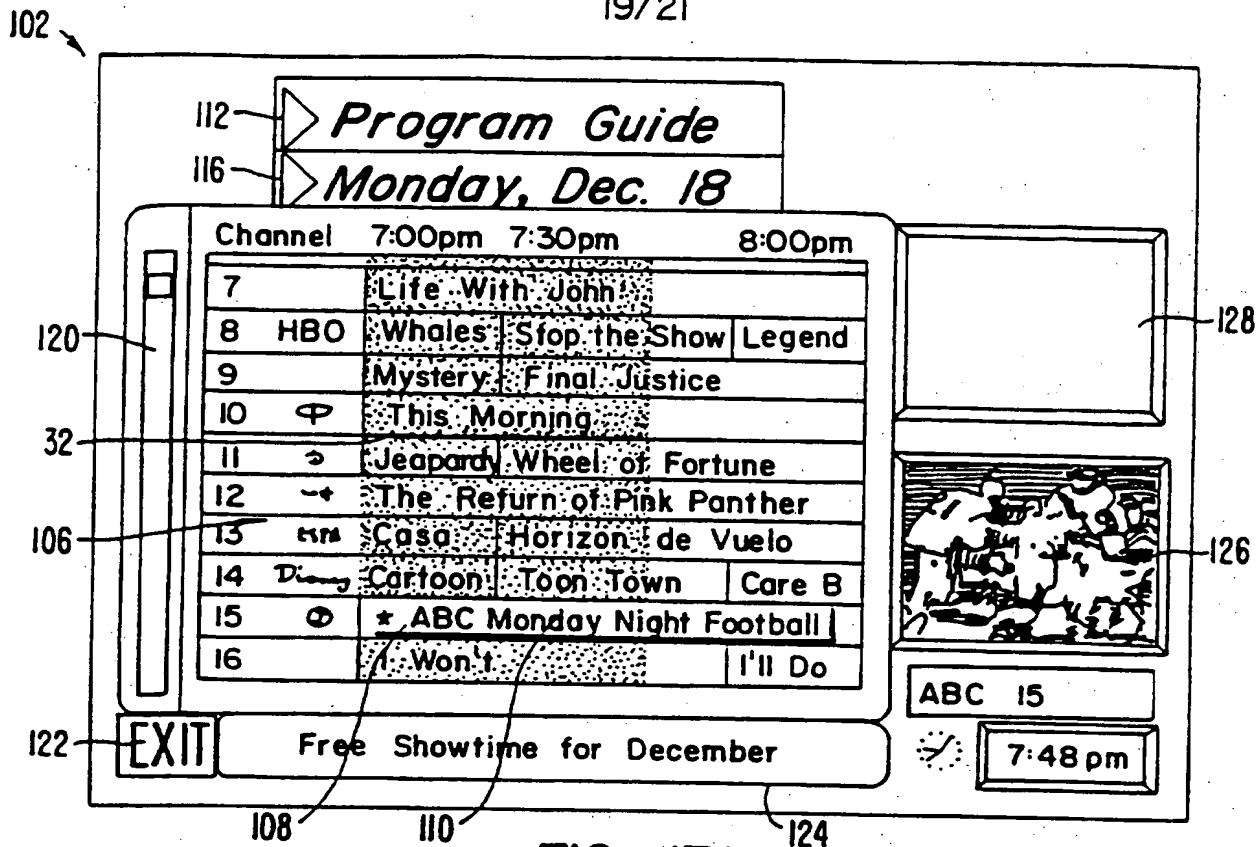 19/21
102
112 Program Guide
116 Monday, Dec. 18
Channel 7:00pm 7:30pm 8:00pm
7 Life With John
8 HBO Whales Stop the Show Legend
120 128
9 Mystery Final Justice
10 This Morning
32
11 Jeapardy Wheel of Fortune
12 The Return of Pink Panther
106 13 Casa Horizon de Vuelo 126
14 Disney Cartoon Toon Town Care B
15 * ABC Monday Night Football
16 I Won't I'll Do
ABC 15
122 EXIT Free Showtime for December 7:48pm
108 110 124